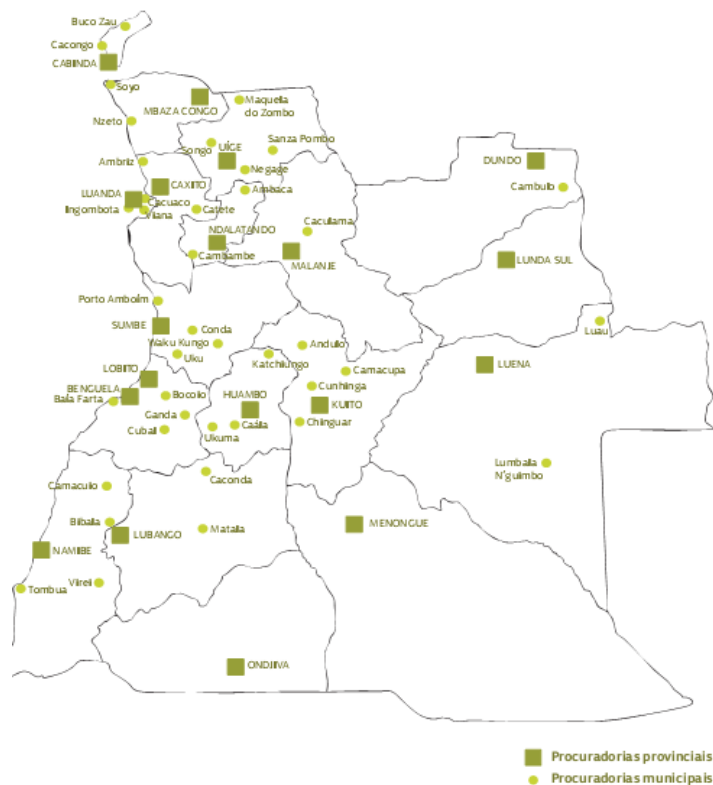 Buco Zau
Cacongo
CABINDA
Soyo
MBAZA CONGO
Maquela
do Zombo
Nzeto
Sanza Pombo
Songo
UÍGE
DUNDO
Ambriz
Negage
Cambulo
CAXITO
Ambaca
LUANDA
Cacuaco
Iingombota
Viana
Catete
Caculama
NDALATANDO
Cambambe
MALANJE
LUNDA SUL
Porto Amboim
SUMBE
Conda
Luau
Waku Kungo
Andulo
Uku
Katchiungo
LOBITO
Camacupa
LUENA
BENGUELA
Baía Farta
Bocoio
HUAMBO
Cunhinga
KUITO
Ganda
Cubal
Ukuma
Caála
Chinguar
Caconda
Lumbala
N'guimbo
Camacuio
Bibala
LUBANGO
Matala
MENONGUE
NAMIBE
Tombua
Virei
ONDJIVA
Procuradorias provinciais
Procuradorias municipais